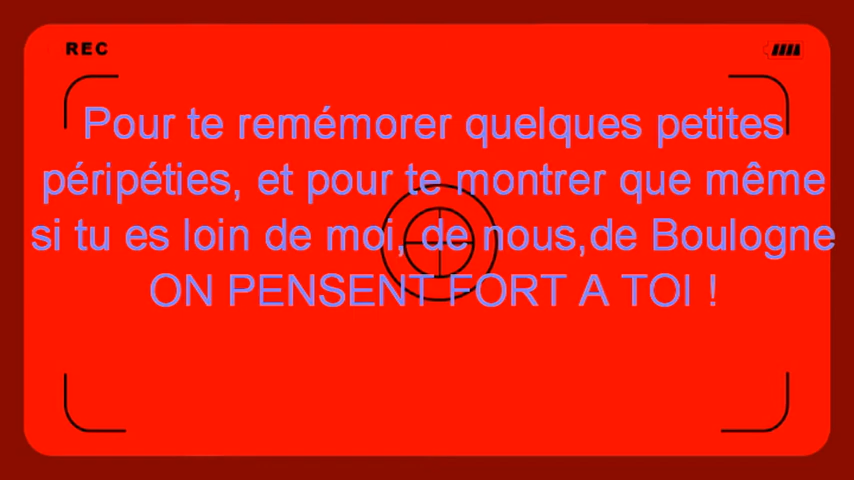 REC
Pour te remémorer quelques petites
péripéties, et pour te montrer que même
si tu es loin de moi, de nous,de Boulogne
ON PENSENT FORT A TOI !